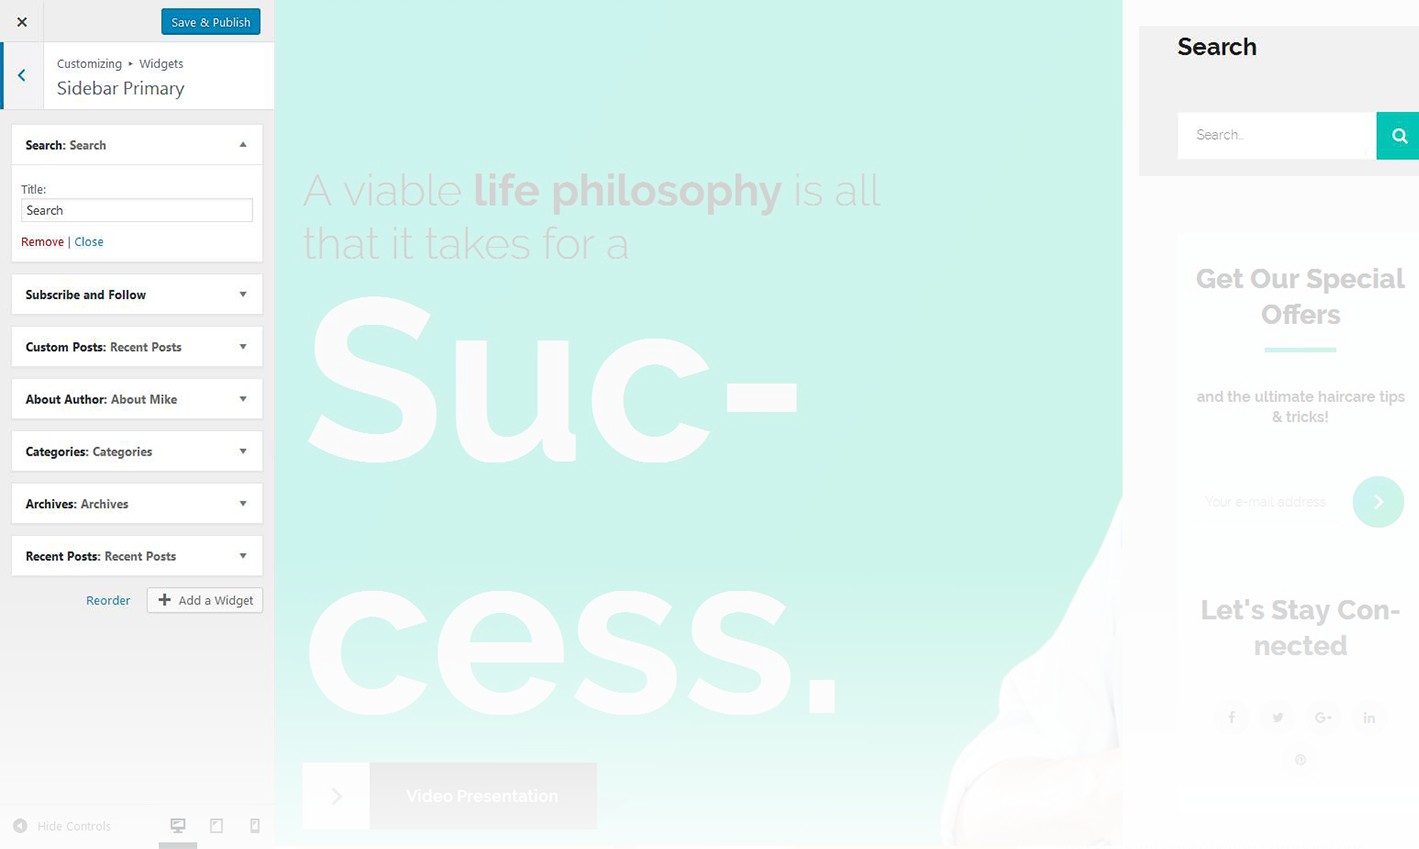 Save & Publish
Customizing ▸ Widgets
Sidebar Primary
Search: Search
Title:
Search
Remove | Close
Subscribe and Follow
Custom Posts: Recent Posts
About Author: About Mike
Categories: Categories
Archives: Archives
Recent Posts: Recent Posts
Reorder
Add a Widget
Hide Controls
A viable life philosophy is all
that it takes for a
Suc-
cess.
Video Presentation
Search
Search..
Get Our Special
Offers
and the ultimate haircare tips
& tricks!
Your e-mail address
Let's Stay Con-
nected